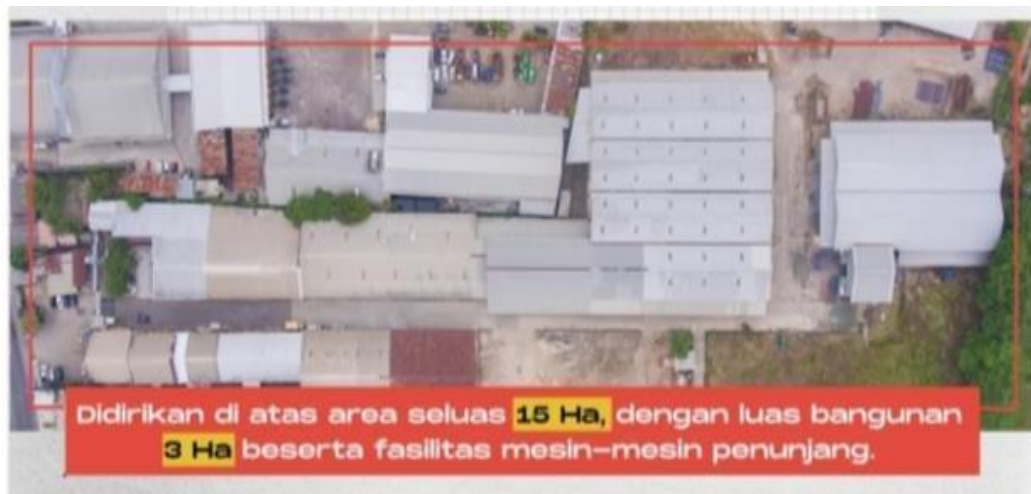 Didirikan di atas area seluas 15 Ha, dengan luas bangunan
3 Ha beserta fasilitas mesin-mesin penunjang.